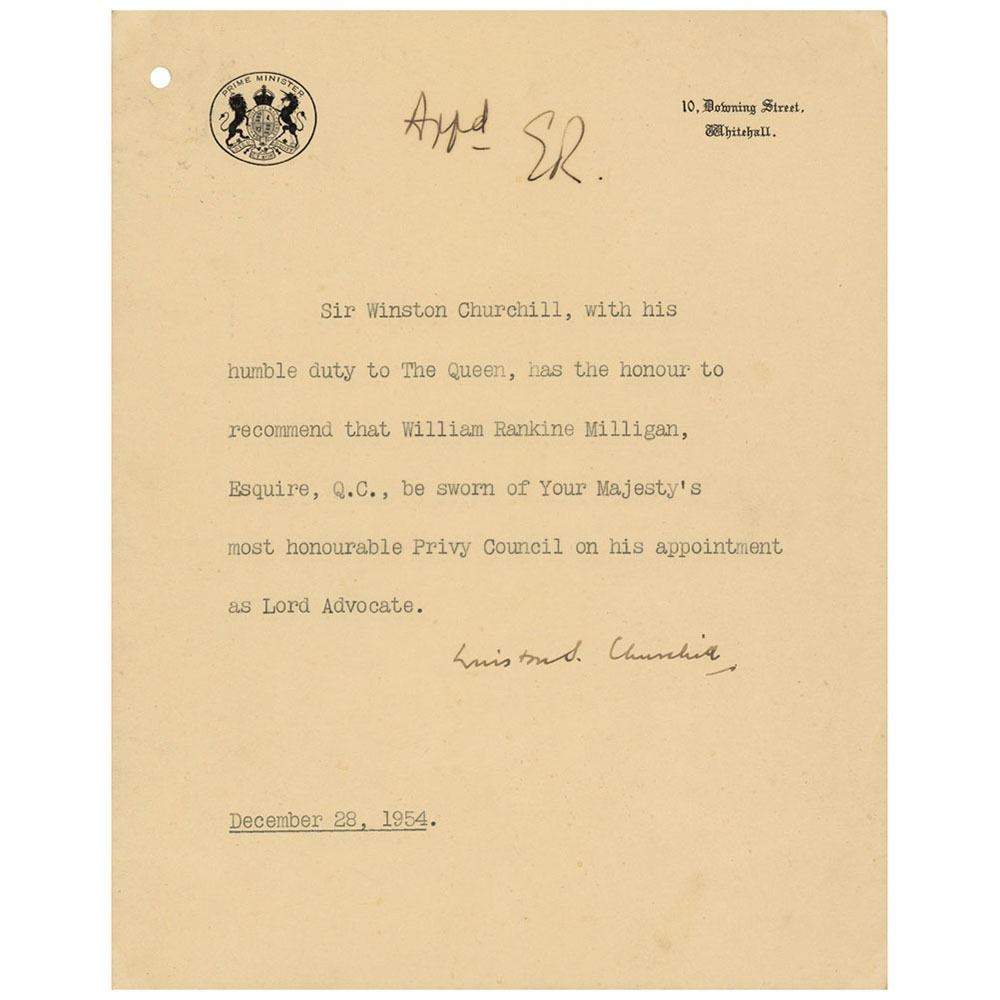 PRIME MINISTER
Appd ER.
10, Downing Street,
Whitehall.
Sir Winston Churchill, with his
humble duty to The Queen, has the honour to
recommend that William Rankine Milligan,
Esquire, Q.C., be sworn of Your Majesty's
most honourable Privy Council on his appointment
as Lord Advocate.
Winston S. Churchill
December 28, 1954.